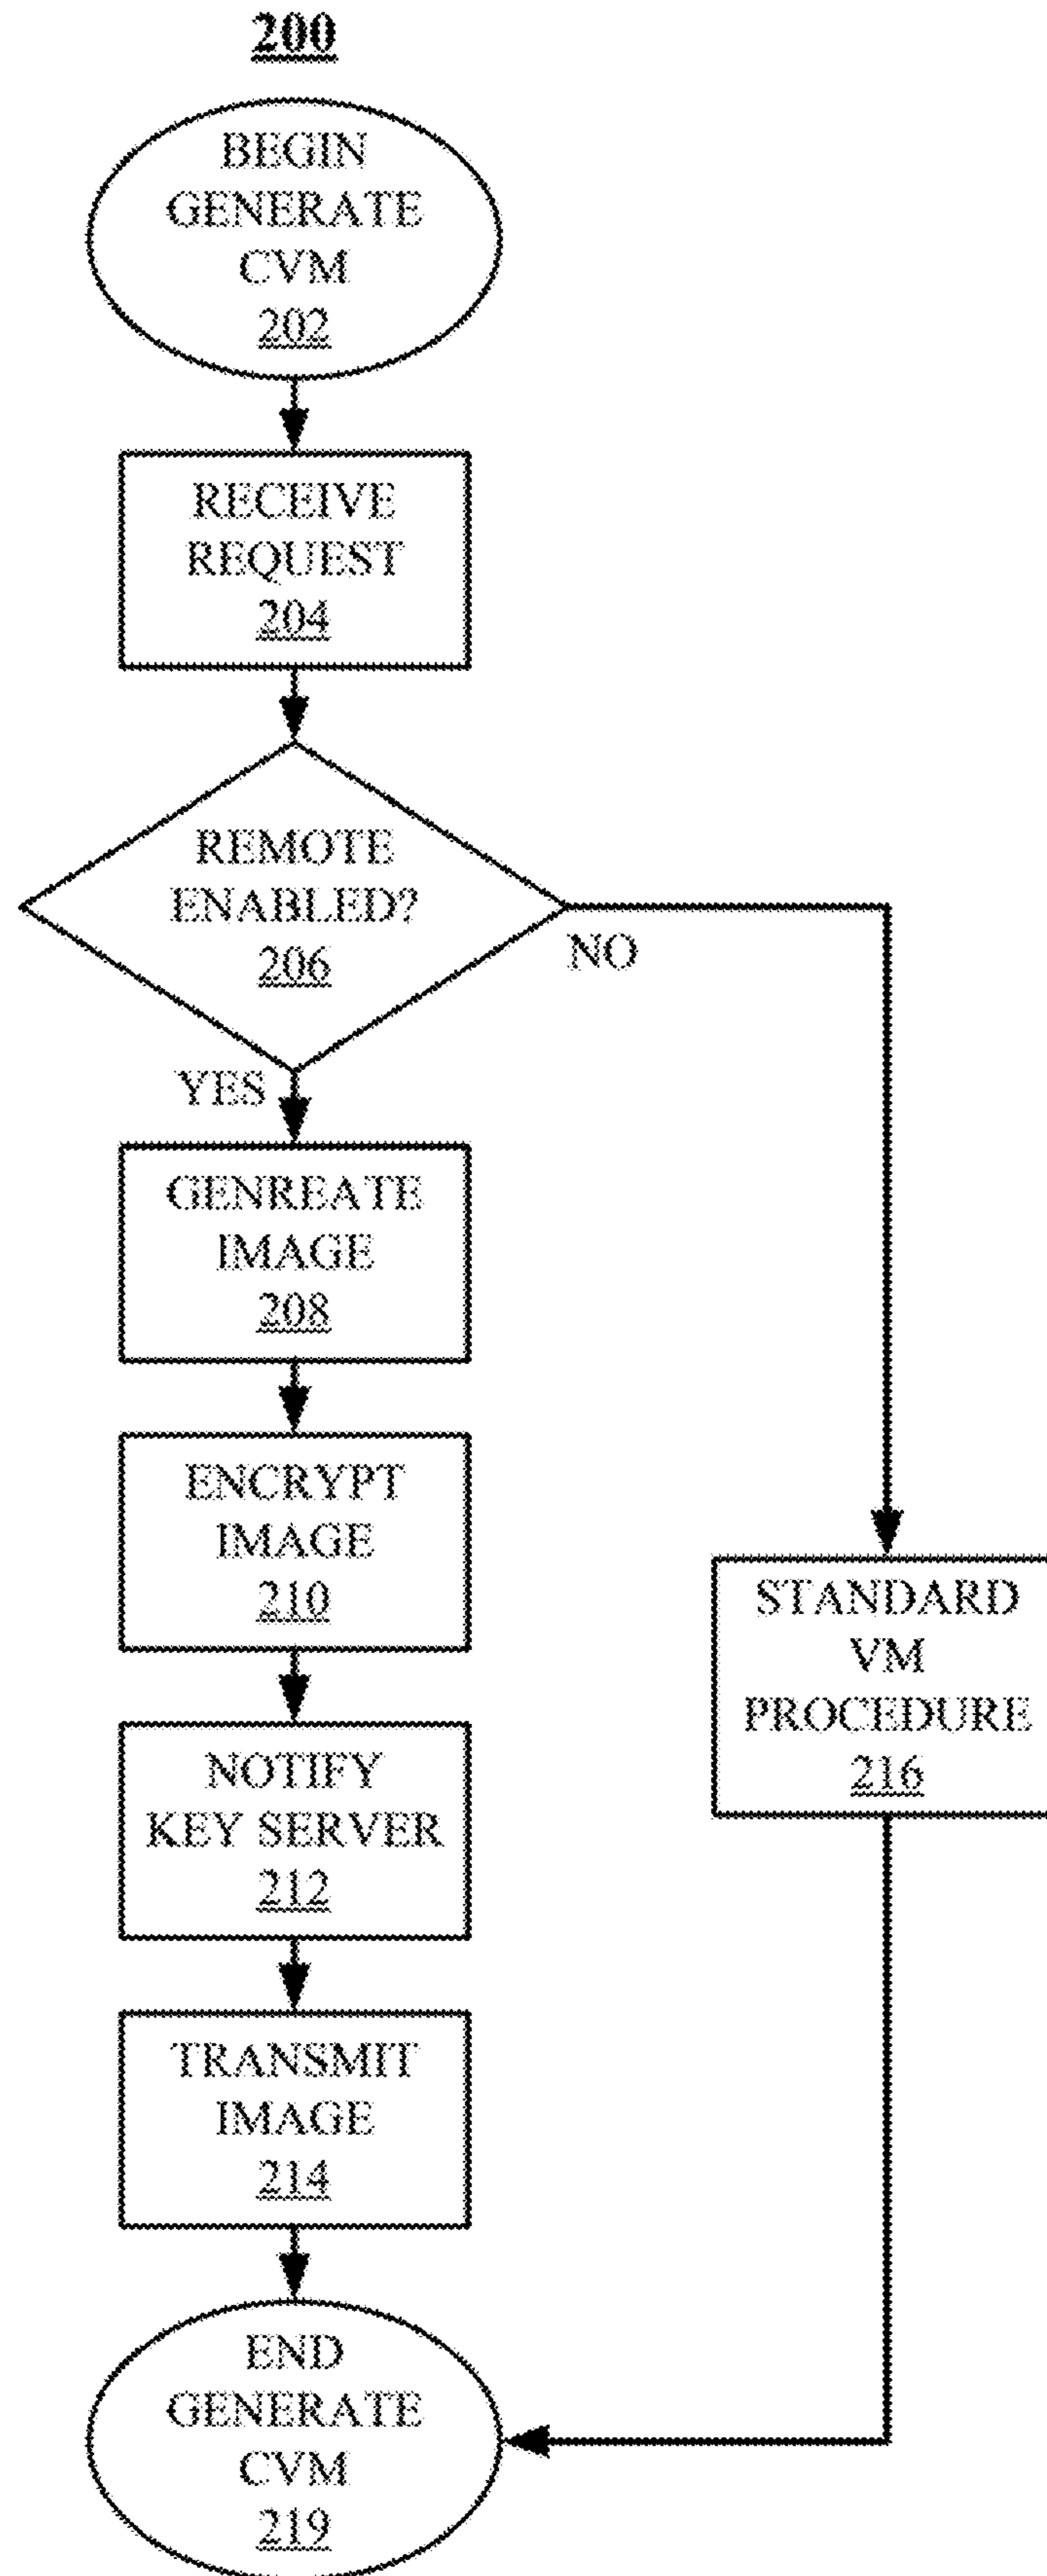 200
BEGIN
GENERATE
CVM
202
RECEIVE
REQUEST
204
REMOTE
ENABLED?
206
NO
YES
GENREATE
IMAGE
208
ENCRYPT
IMAGE
210
STANDARD
VM
PROCEDURE
216
NOTIFY
KEY SERVER
212
TRANSMIT
IMAGE
214
END
GENERATE
CVM
219